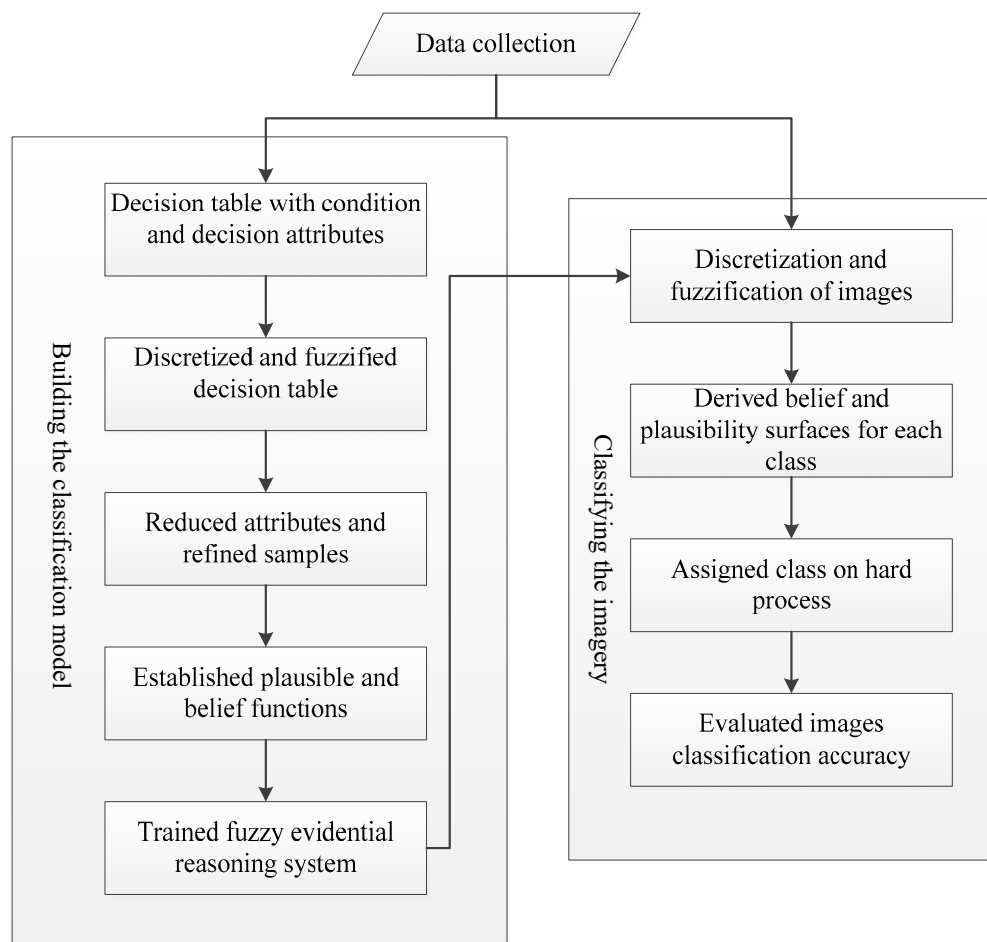 Data collection
Building the classification model
Decision table with condition
and decision attributes
Discretized and fuzzified
decision table
Reduced attributes and
refined samples
Established plausible and
belief functions
Trained fuzzy evidential
reasoning system
Classifying the imagery
Discretization and
fuzzification of images
Derived belief and
plausibility surfaces for each
class
Assigned class on hard
process
Evaluated images
classification accuracy